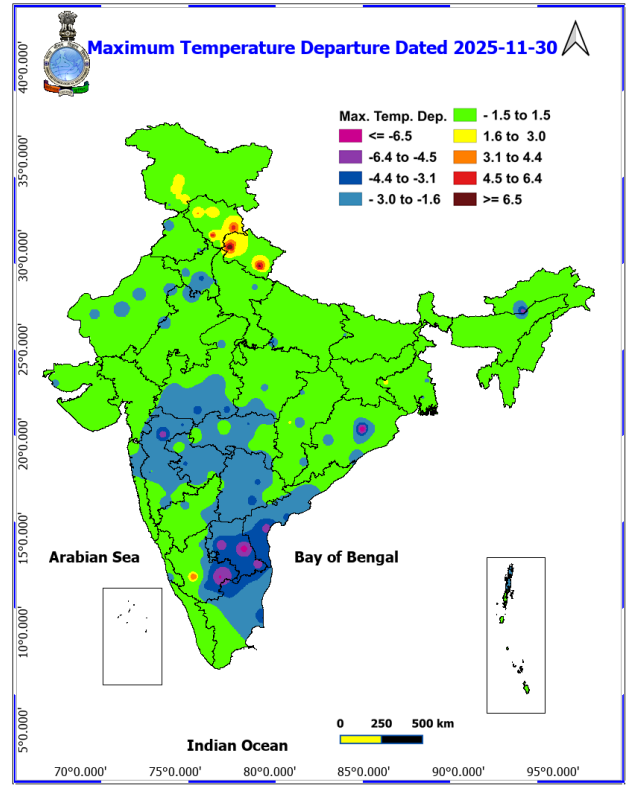 Maximum Temperature Departure Dated 2025-11-30
Max. Temp. Dep.
<= -6.5
-6.4 to -4.5
-4.4 to -3.1
- 3.0 to -1.6
- 1.5 to 1.5
1.6 to 3.0
3.1 to 4.4
4.5 to 6.4
>= 6.5
40°0.000'
35°0.000'
30°0.000'
25°0.000'
20°0.000'
15°0.000'
10°0.000'
5°0.000'
Arabian Sea
Bay of Bengal
Indian Ocean
0 250 500 km
70°0.000' 75°0.000' 80°0.000' 85°0.000' 90°0.000' 95°0.000'